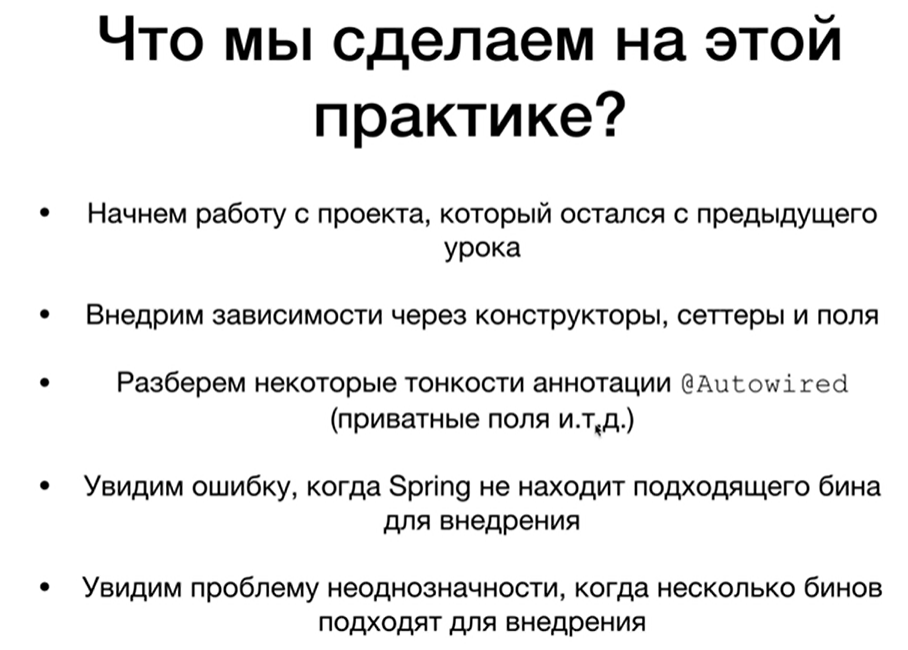 Что мы сделаем на этой
практике?
• Начнем работу с проекта, который остался с предыдущего
урока
• Внедрим зависимости через конструкторы, сеттеры и поля
• Разберем некоторые тонкости аннотации @Autowired
(приватные поля и.т.д.)
• Увидим ошибку, когда Spring не находит подходящего бина
для внедрения
• Увидим проблему неоднозначности, когда несколько бинов
подходят для внедрения